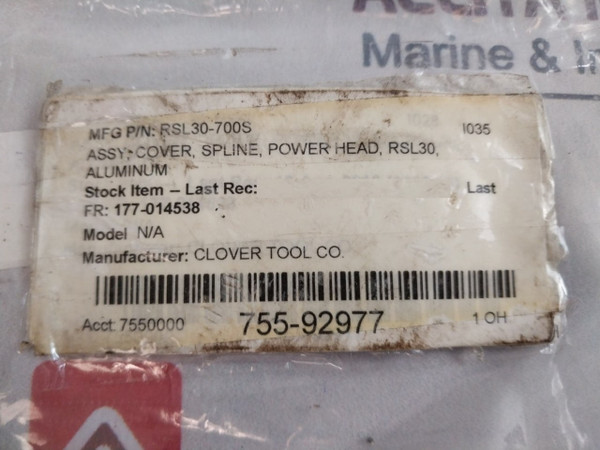 Marine &
MFG P/N: RSL30-700S I035
ASSY, COVER, SPLINE, POWER HEAD, RSL30,
ALUMINUM
Stock Item – Last Rec: Last
FR: 177-014538
Model N/A
Manufacturer: CLOVER TOOL CO.
Acct: 7550000 755-92977 1 OH